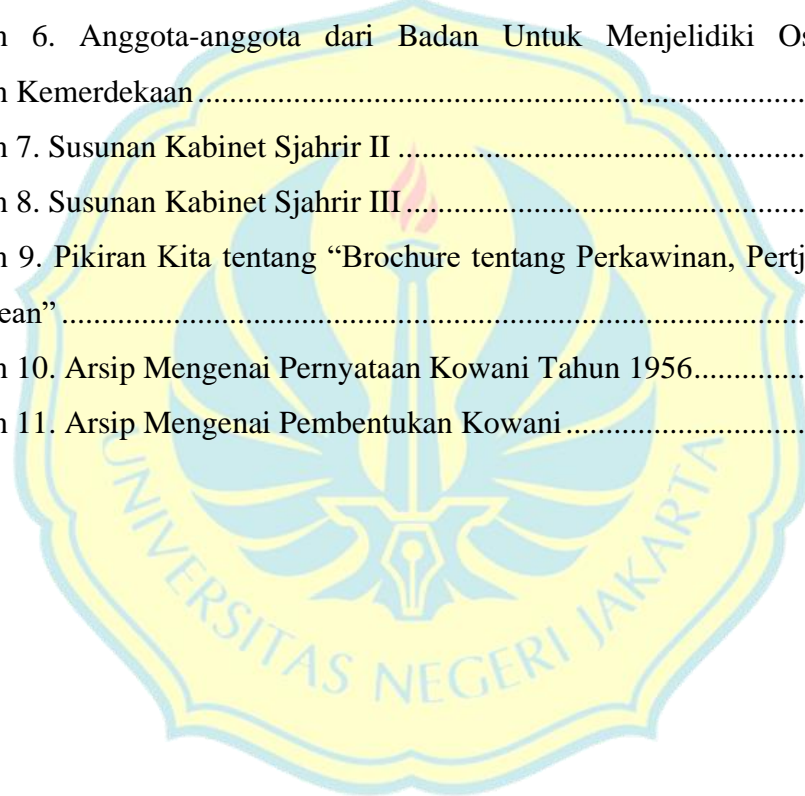 n 6. Anggota-anggota dari Badan Untuk Menjelidiki Os
n Kemerdekaan
n 7. Susunan Kabinet Sjahrir II
n 8. Susunan Kabinet Sjahrir III
n 9. Pikiran Kita tentang “Brochure tentang Perkawinan, Pertj
ean”
n 10. Arsip Mengenai Pernyataan Kowani Tahun 1956
n 11. Arsip Mengenai Pembentukan Kowani
UNIVERSITAS NEGERI JAKARTA